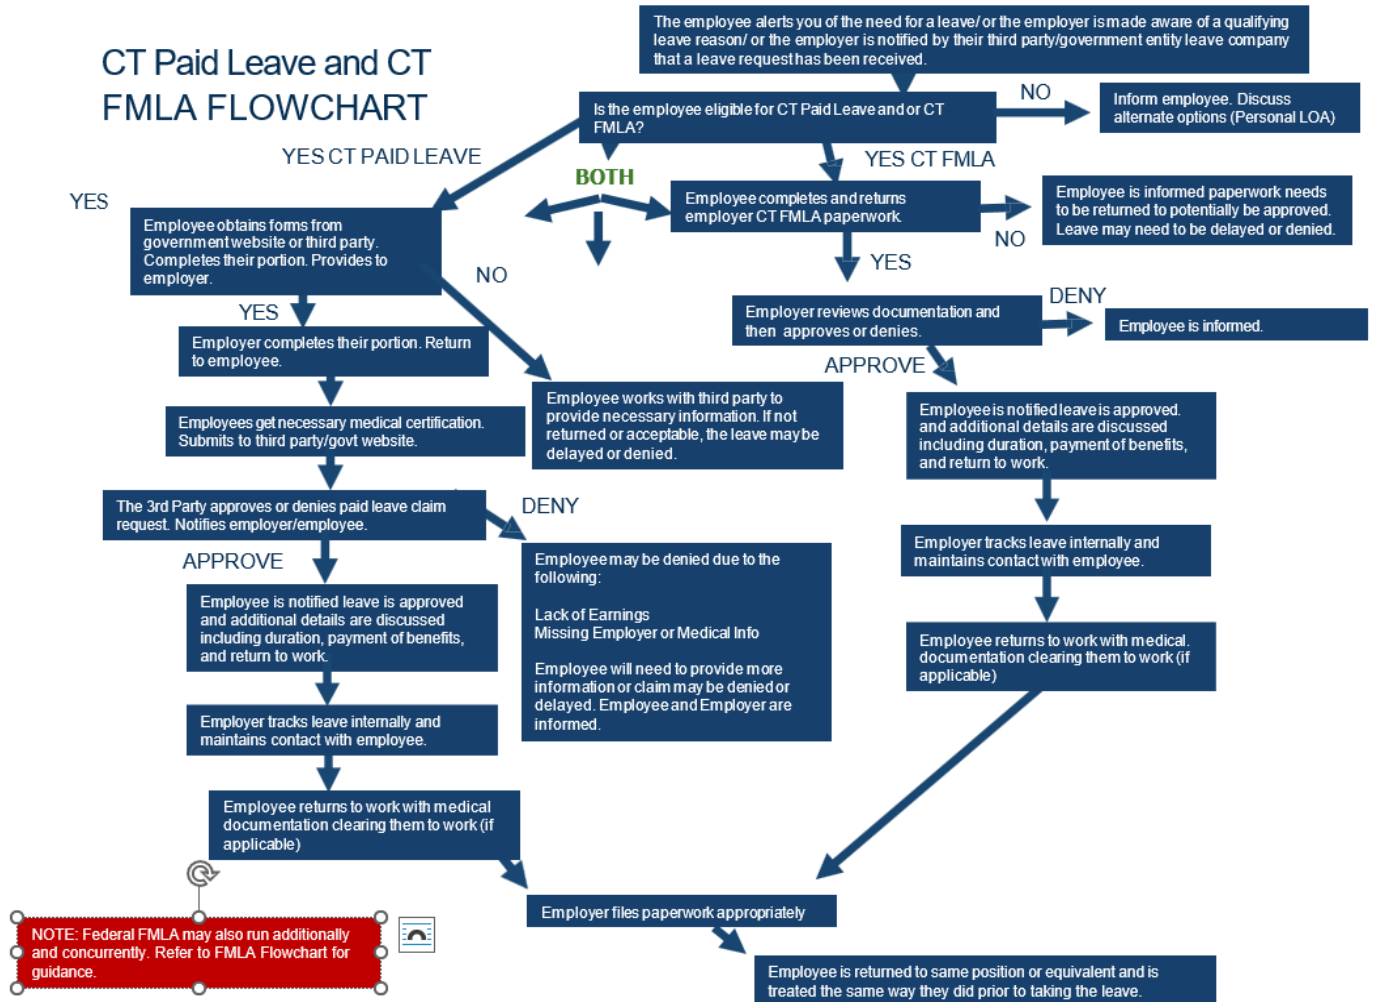 CT Paid Leave and CT
FMLA FLOWCHART
The employee alerts you of the need for a leave/ or the employer is made aware of a qualifying
leave reason/ or the employer is notified by their third party/government entity leave company
that a leave request has been received.
Is the employee eligible for CT Paid Leave and or CT
FMLA?
NO
Inform employee. Discuss
alternate options (Personal LOA)
YES CT PAID LEAVE
BOTH
YES CT FMLA
YES
Employee obtains forms from
government website or third party.
Completes their portion. Provides to
employer.
Employee completes and returns
employer CT FMLA paperwork.
NO
Employee is informed paperwork needs
to be returned to potentially be approved.
Leave may need to be delayed or denied.
YES
NO
YES
Employer completes their portion. Return
to employee.
Employer reviews documentation and
then approves or denies.
DENY
Employee is informed.
APPROVE
Employees get necessary medical certification.
Submits to third party/govt website.
Employee works with third party to
provide necessary information. If not
returned or acceptable, the leave may be
delayed or denied.
Employee is notified leave is approved.
and additional details are discussed
including duration, payment of benefits,
and return to work.
The 3rd Party approves or denies paid leave claim
request. Notifies employer/employee.
DENY
APPROVE
Employee may be denied due to the
following:
Lack of Earnings
Missing Employer or Medical Info
Employee will need to provide more
information or claim may be denied or
delayed. Employee and Employer are
informed.
Employer tracks leave internally and
maintains contact with employee.
Employee is notified leave is approved
and additional details are discussed
including duration, payment of benefits,
and return to work.
Employee returns to work with medical.
documentation clearing them to work (if
applicable)
Employer tracks leave internally and
maintains contact with employee.
Employee returns to work with medical
documentation clearing them to work (if
applicable)
Employer files paperwork appropriately
NOTE: Federal FMLA may also run additionally
and concurrently. Refer to FMLA Flowchart for
guidance.
Employee is returned to same position or equivalent and is
treated the same way they did prior to taking the leave.